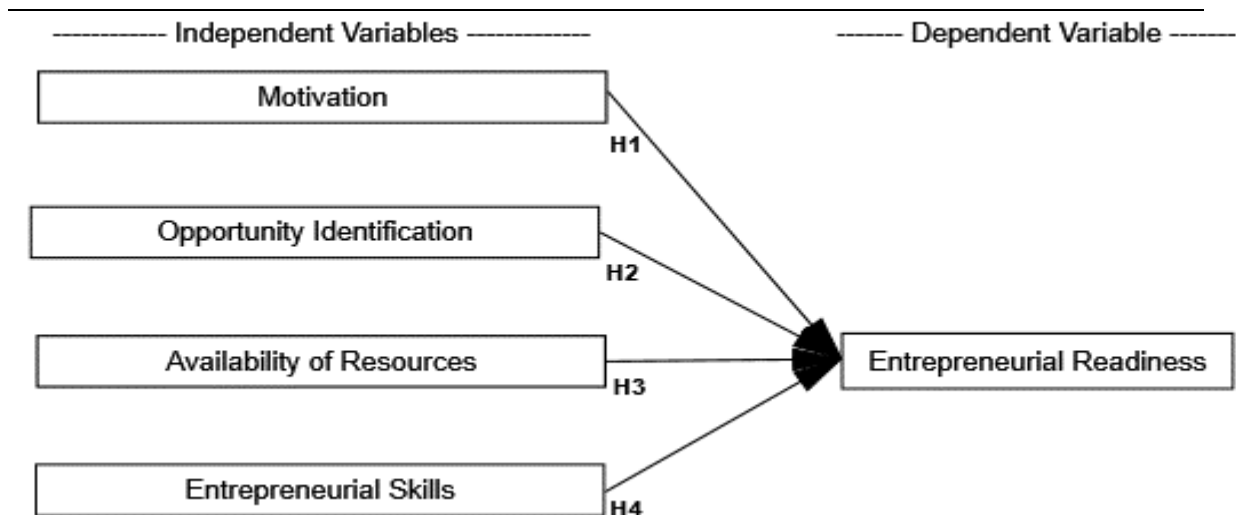 ------------ Independent Variables -------------
------- Dependent Variable -------
Motivation
H1
Opportunity Identification
H2
Availability of Resources
H3
Entrepreneurial Readiness
Entrepreneurial Skills
H4